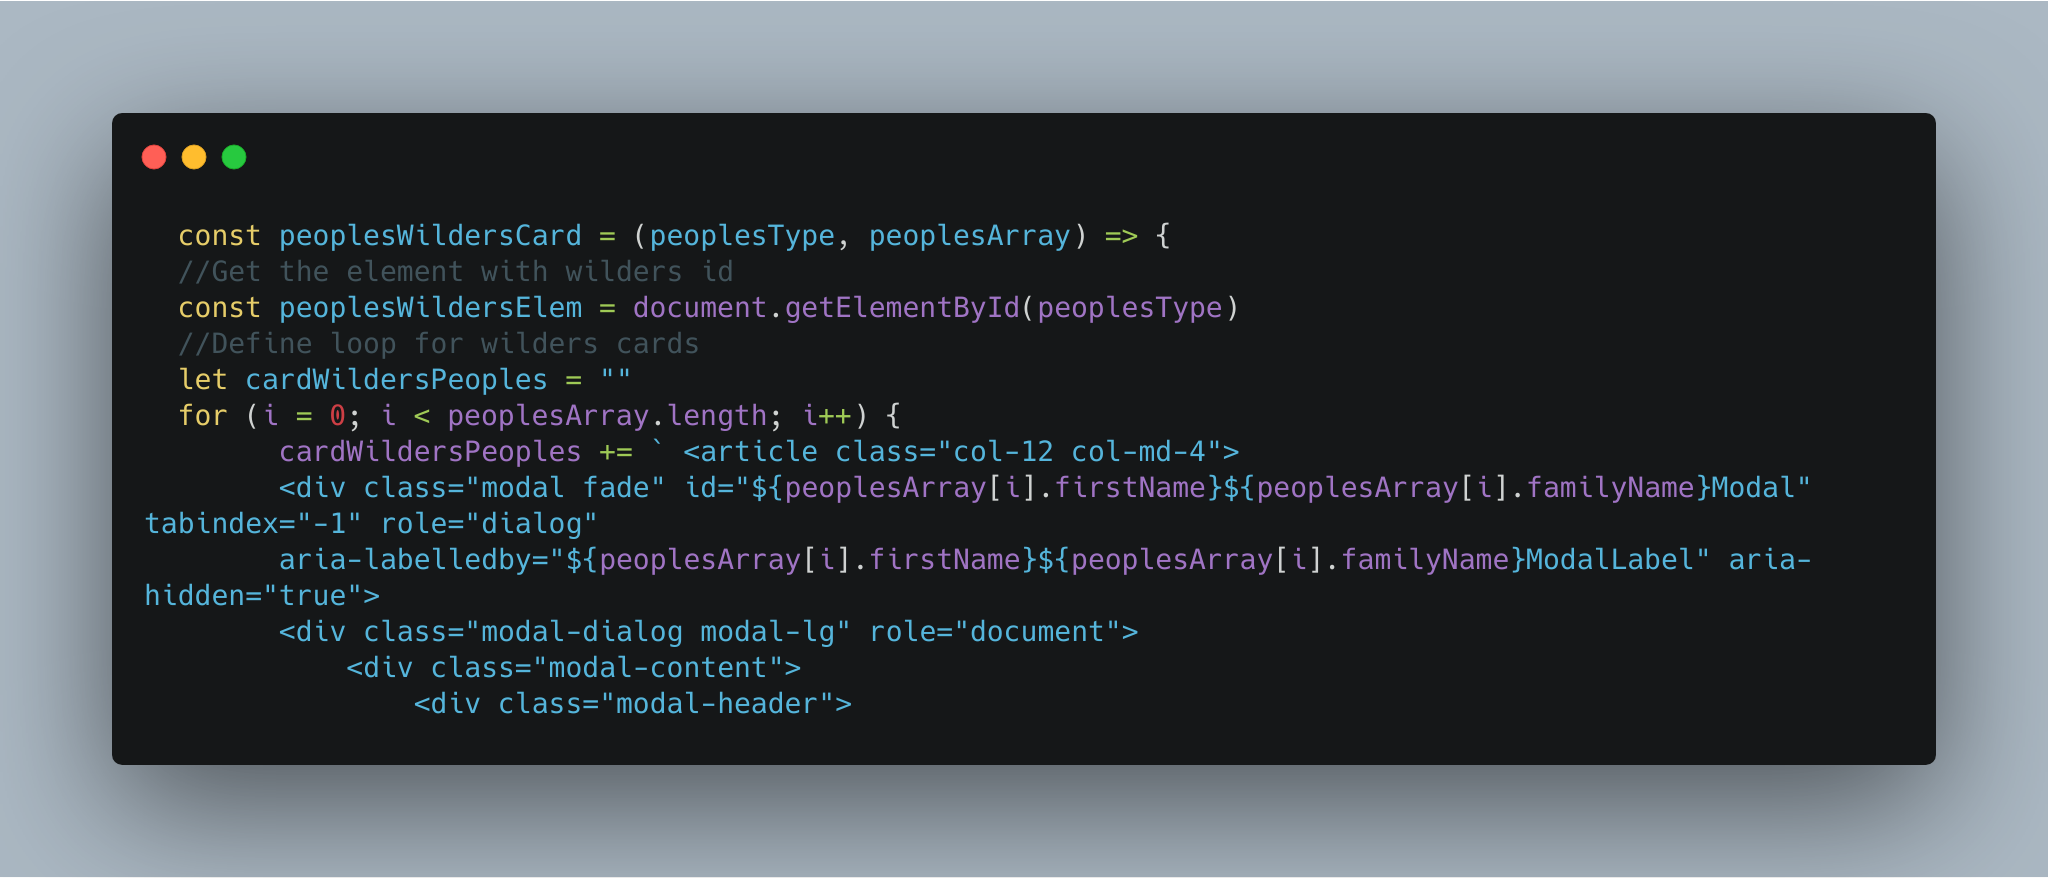 const peoplesWildersCard = (peoplesType, peoplesArray) => {
//Get the element with wilders id
const peoplesWildersElem = document.getElementById(peoplesType)
//Define loop for wilders cards
let cardWildersPeoples = ""
for (i = 0; i < peoplesArray.length; i++) {
cardWildersPeoples += ` <article class="col-12 col-md-4">
<div class="modal fade" id="${peoplesArray[i].firstName}${peoplesArray[i].familyName}Modal"
tabindex="-1" role="dialog"
aria-labelledby="${peoplesArray[i].firstName}${peoplesArray[i].familyName}ModalLabel" aria-
hidden="true">
<div class="modal-dialog modal-lg" role="document">
<div class="modal-content">
<div class="modal-header">